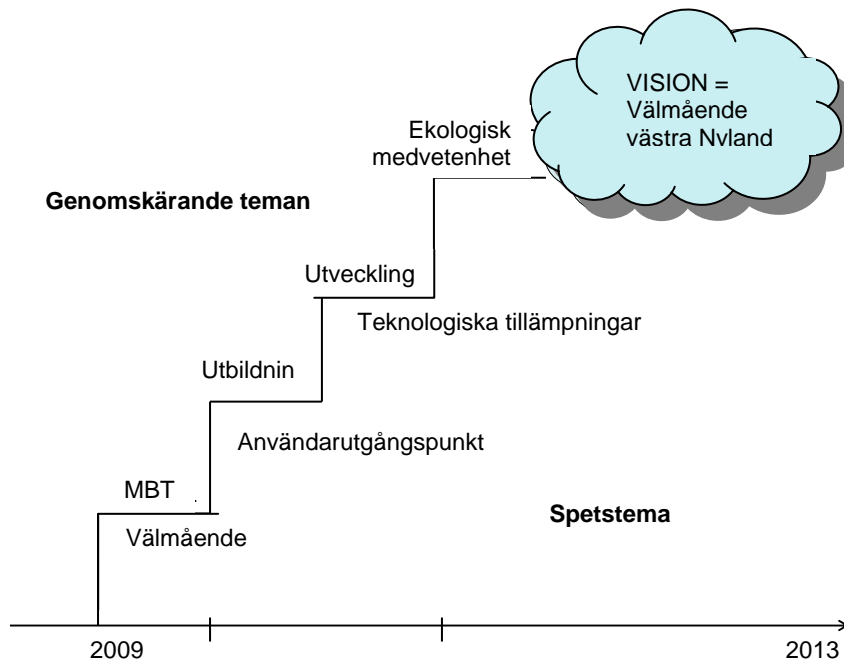 VISION =
Välmående
västra Nvland
Ekologisk
medvetenhet
Genomskärande teman
Utveckling
Teknologiska tillämpningar
Utbildnin
Användarutgångspunkt
MBT
Spetstema
Välmående
2009
2013